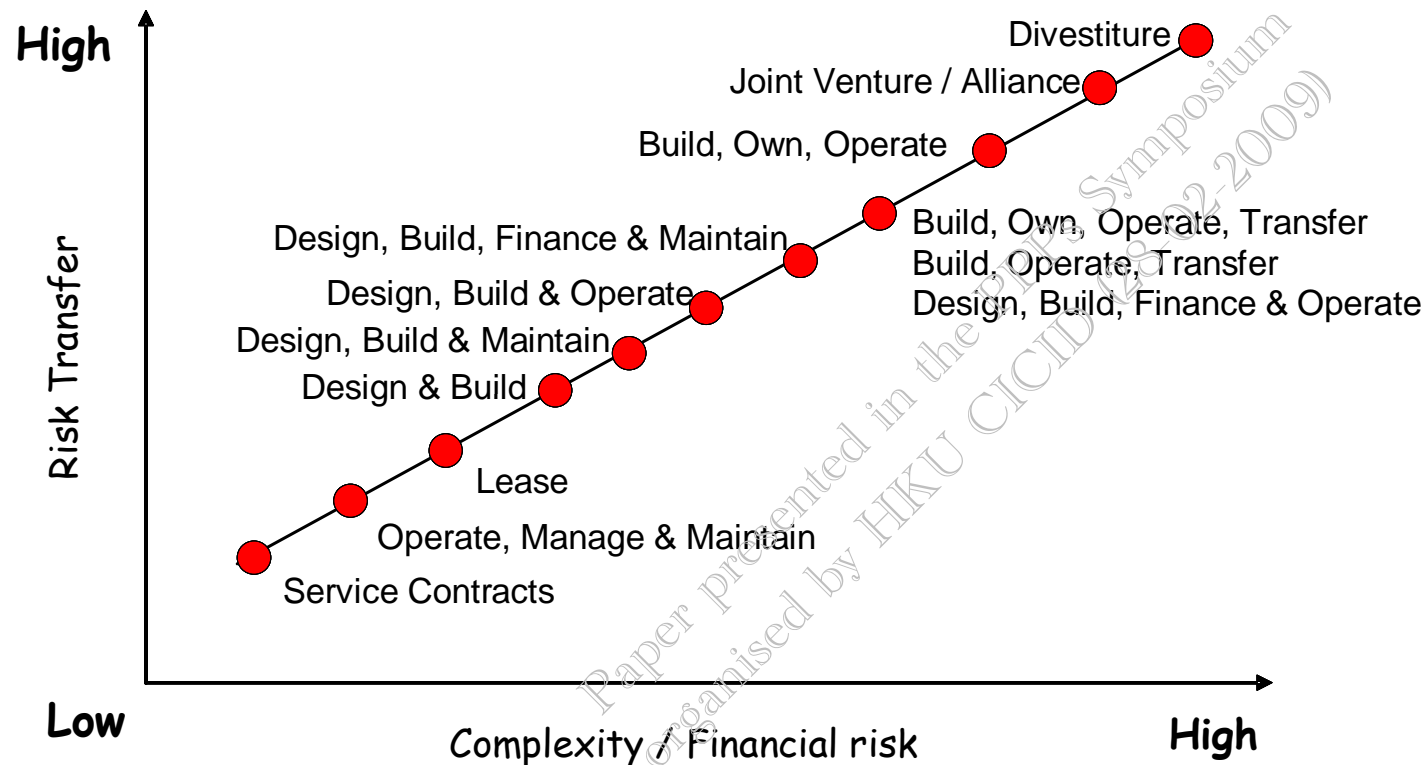 High
Divestiture
Joint Venture / Alliance
Build, Own, Operate
Build, Own, Operate, Transfer
Build, Operate, Transfer
Design, Build, Finance & Operate
Design, Build, Finance & Maintain
Design, Build & Operate
Design, Build & Maintain
Design & Build
Lease
Operate, Manage & Maintain
Service Contracts
Risk Transfer
Low
Complexity / Financial risk
High
Paper presented in the PPPs Symposium
organised by HKU CICID (28-02-2009)